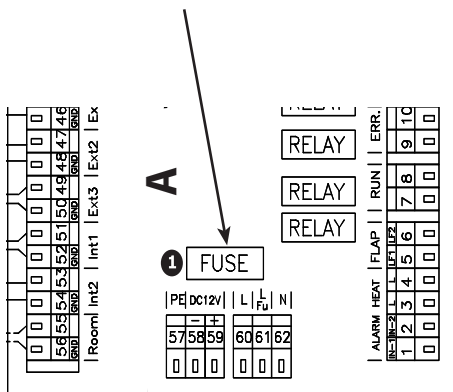 RELAY
RELAY
RELAY
RELAY
A
1 FUSE
PE DC12V L L Fu N
− +
57 58 59 60 61 62
46 Ex
GND
47
48 Ext2
GND
49
50 Ext3
GND
51
52 Int1
GND
53
54 Int2
GND
55
56 Room
GND
ERR. 10
9
RUN 8
7
FLAP LF2 6
LF1 5
HEAT L 4
L 3
ALARM IN-2 2
IN-1 1